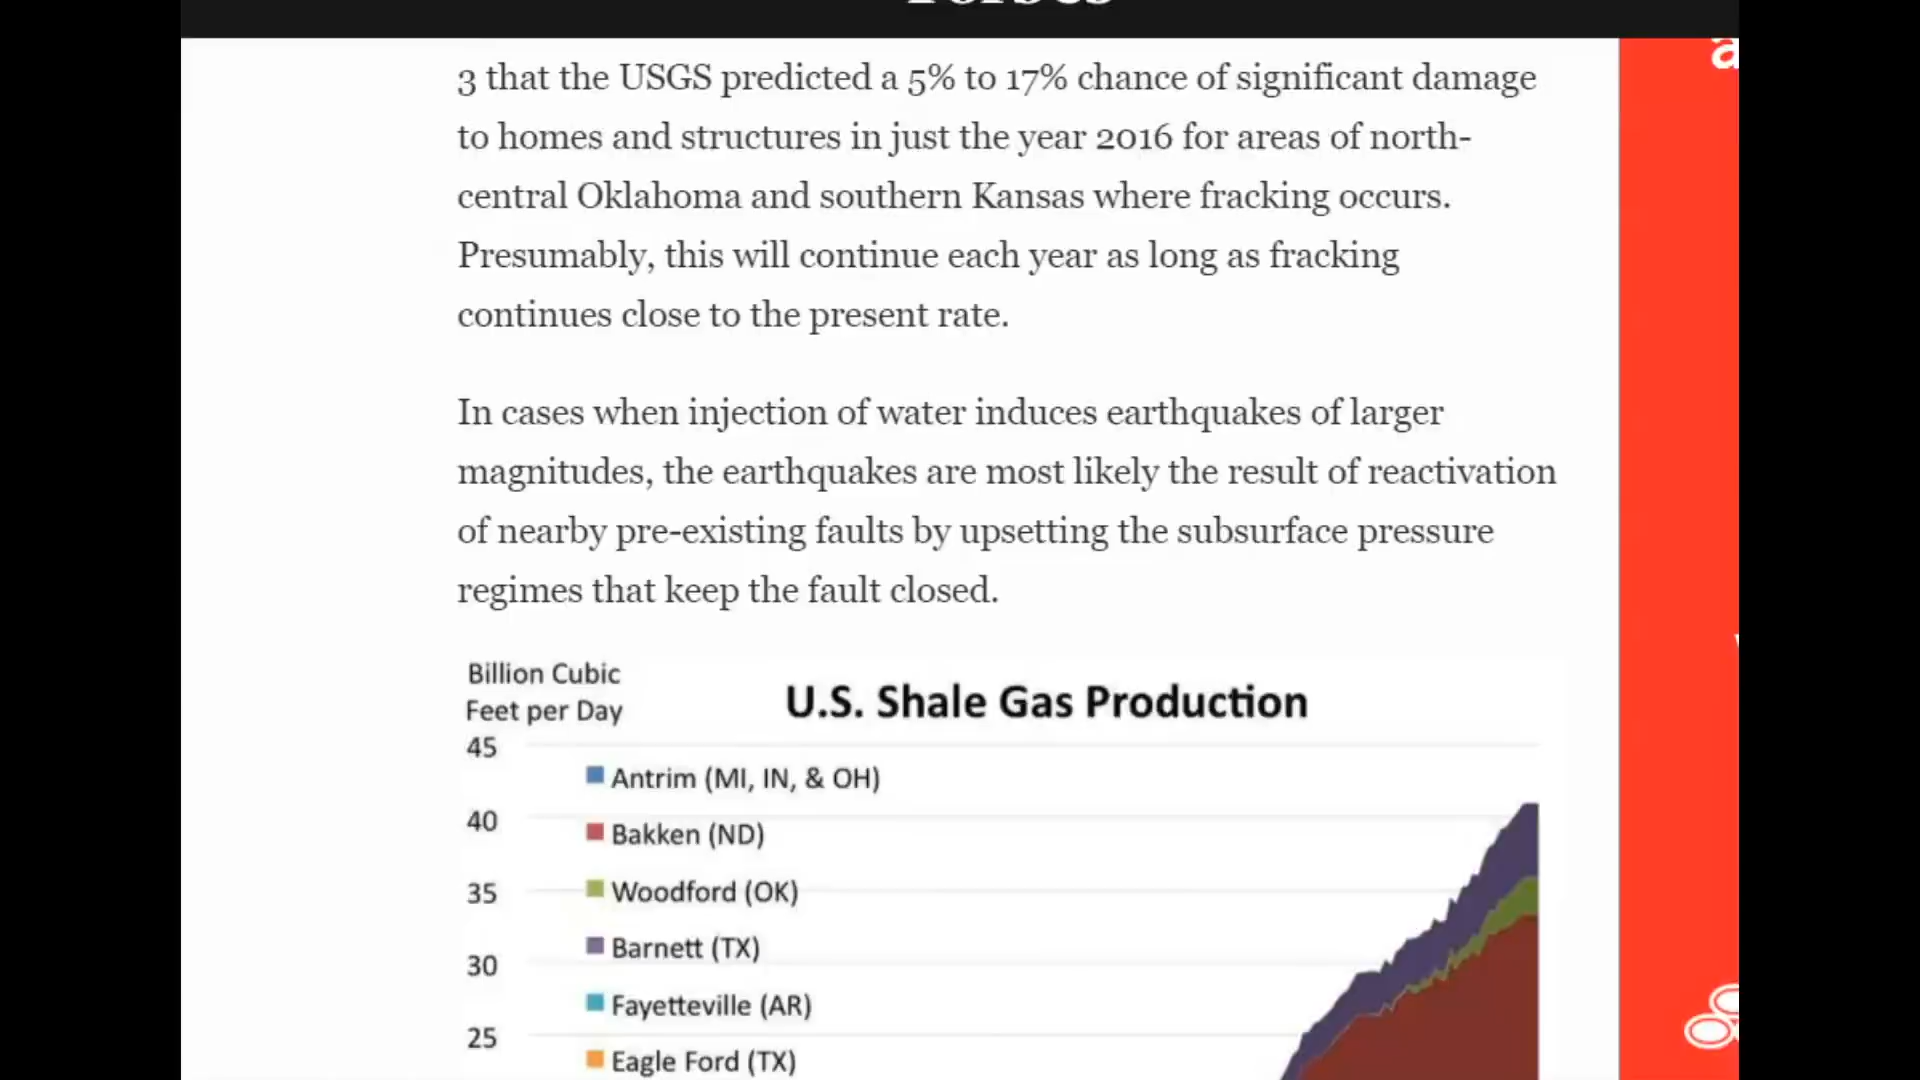 Forbes
3 that the USGS predicted a 5% to 17% chance of significant damage
to homes and structures in just the year 2016 for areas of north-
central Oklahoma and southern Kansas where fracking occurs.
Presumably, this will continue each year as long as fracking
continues close to the present rate.
In cases when injection of water induces earthquakes of larger
magnitudes, the earthquakes are most likely the result of reactivation
of nearby pre-existing faults by upsetting the subsurface pressure
regimes that keep the fault closed.
Billion Cubic
Feet per Day
U.S. Shale Gas Production
45
Antrim (MI, IN, & OH)
40
Bakken (ND)
35
Woodford (OK)
Barnett (TX)
30
Fayetteville (AR)
25
Eagle Ford (TX)